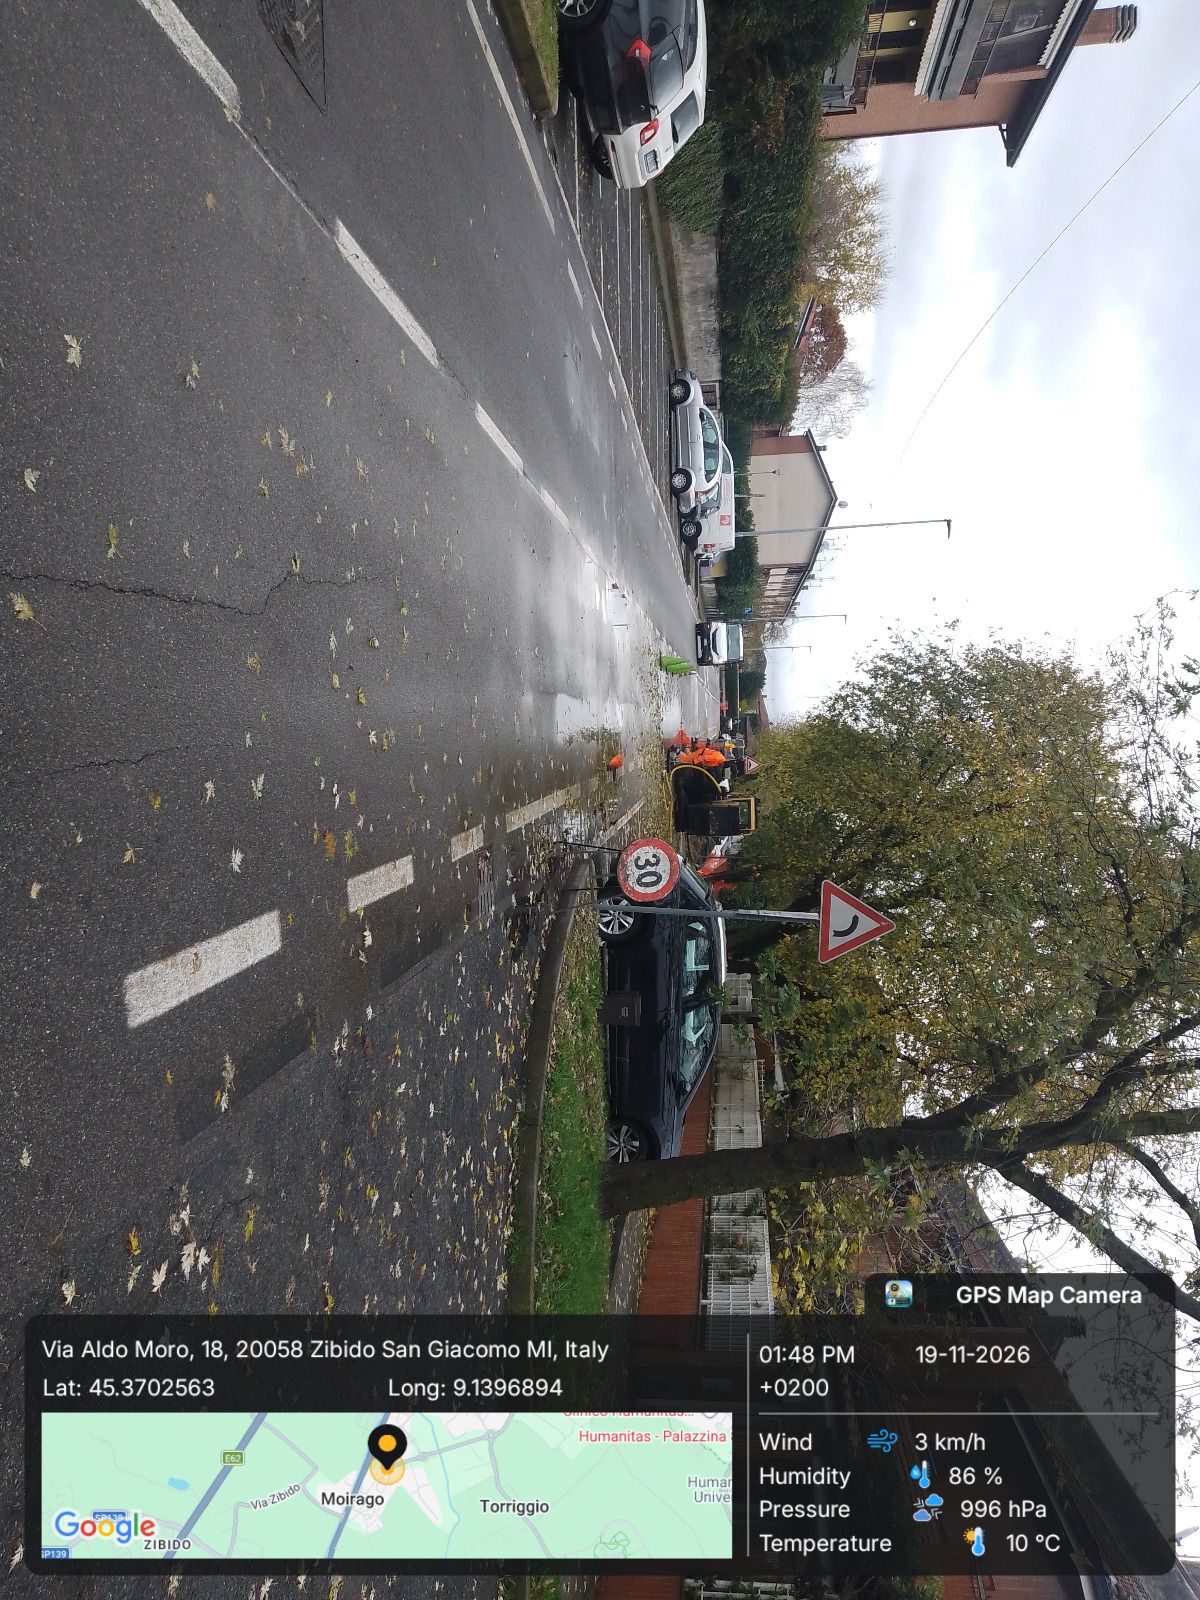 30
GPS Map Camera
Via Aldo Moro, 18, 20058 Zibido San Giacomo MI, Italy
Lat: 45.3702563 Long: 9.1396894
01:48 PM 19-11-2026
+0200
Wind 3 km/h
Humidity 86 %
Pressure 996 hPa
Temperature 10 °C
Humanitas - Palazzina
E62
Via Zibido
Moirago
Torriggio
SP139
Google
ZIBIDO
SP139